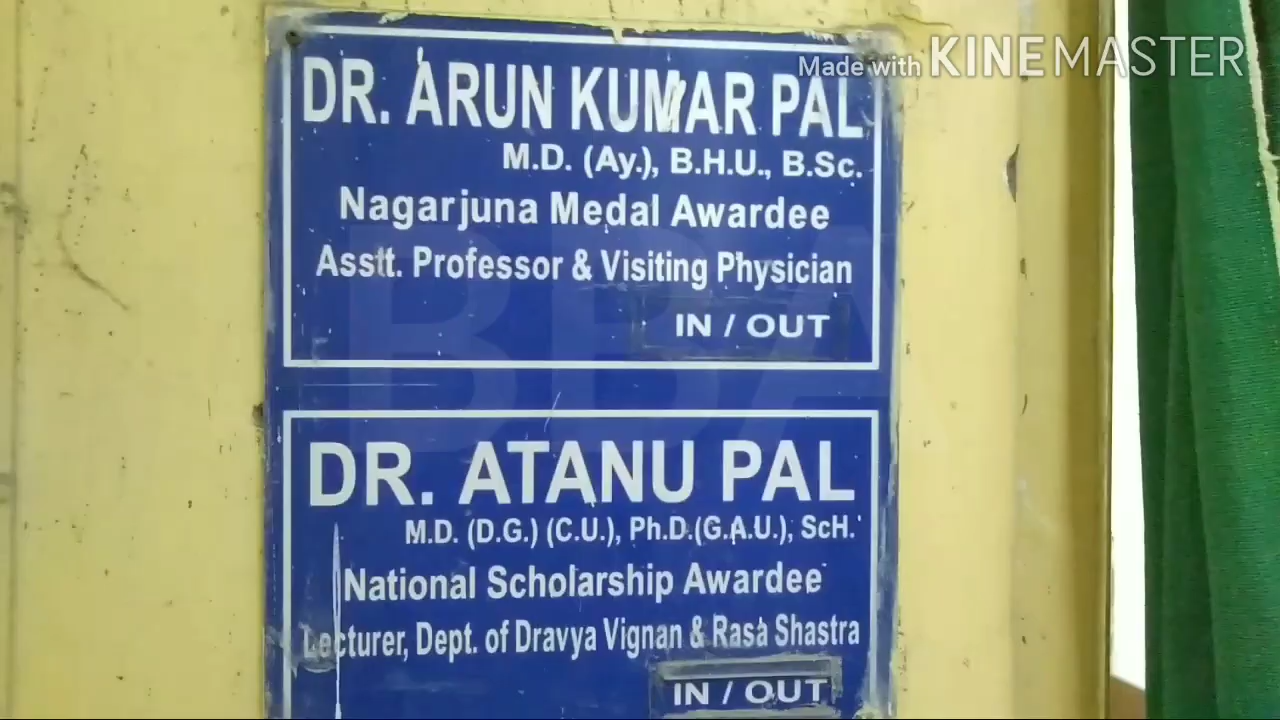 Made with KINEMASTER
DR. ARUN KUMAR PAL
M.D. (Ay.), B.H.U., B.Sc.
Nagarjuna Medal Awardee
Asstt. Professor & Visiting Physician
IN / OUT
DR. ATANU PAL
M.D. (D.G.) (C.U.), Ph.D.(G.A.U.), ScH.
National Scholarship Awardee
Lecturer, Dept. of Dravya Vignan & Rasa Shastra
IN / OUT